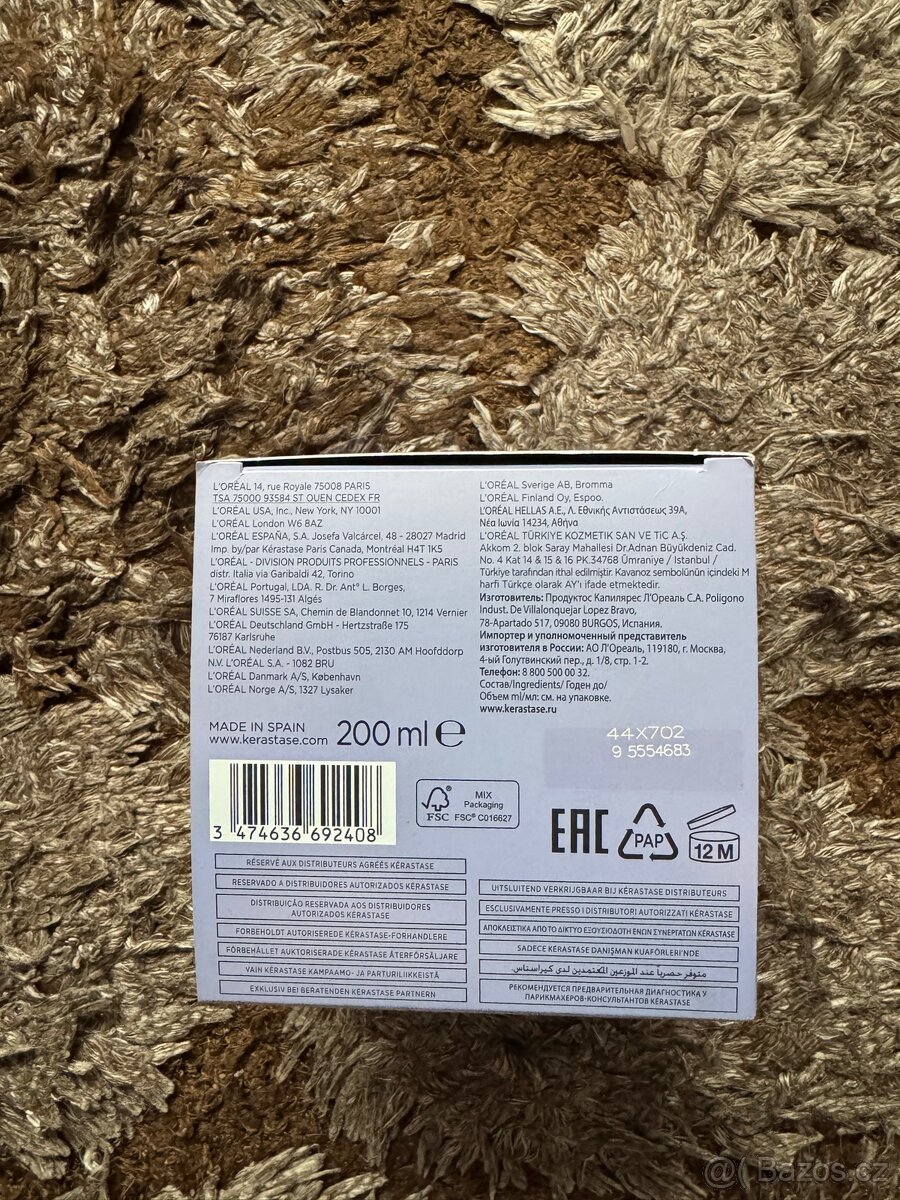 L'ORÉAL 14, rue Royale 75008 PARIS
TSA 75000 93584 ST OUEN CEDEX FR
L'ORÉAL USA, Inc., New York, NY 10001
L'ORÉAL London W6 8AZ
L'ORÉAL ESPAÑA, S.A. Josefa Valcárcel, 48 - 28027 Madrid
Imp. by/par Kérastase Paris Canada, Montréal H4T 1K5
L'ORÉAL - DIVISION PRODUITS PROFESSIONNELS - PARIS
distr. Italia via Garibaldi 42, Torino
L'ORÉAL Portugal, LDA. R. Dr. Antº L. Borges,
7 Miraflores 1495-131 Algés
L'ORÉAL SUISSE SA, Chemin de Blandonnet 10, 1214 Vernier
L'ORÉAL Deutschland GmbH - Hertzstraße 175
76187 Karlsruhe
L'ORÉAL Nederland B.V., Postbus 505, 2130 AM Hoofddorp
N.V. L'ORÉAL S.A. - 1082 BRU
L'ORÉAL Danmark A/S, København
L'ORÉAL Norge A/S, 1327 Lysaker
MADE IN SPAIN
www.kerastase.com
200 ml ℮
3 474636 692408
FSC®
MIX
Packaging
FSC® C016627
RÉSERVÉ AUX DISTRIBUTEURS AGRÉÉS KÉRASTASE
RESERVADO A DISTRIBUIDORES AUTORIZADOS KÉRASTASE
DISTRIBUIÇÃO RESERVADA AOS DISTRIBUIDORES
AUTORIZADOS KÉRASTASE
FORBEHOLDT AUTORISEREDE KÉRASTASE-FORHANDLERE
FÖRBEHÅLLET AUKTORISERADE KÉRASTASE ÅTERFÖRSÄLJARE
VAIN KÉRASTASE KAMPAAMO- JA PARTURILIIKKEISTÄ
EXKLUSIV BEI BERATENDEN KÉRASTASE PARTNERN
L'ORÉAL Sverige AB, Bromma
L'ORÉAL Finland Oy, Espoo.
L'ORÉAL HELLAS A.E., Λ. Εθνικής Αντιστάσεως 39Α,
Νέα Ιωνία 14234, Αθήνα
L'ORÉAL TÜRKIYE KOZMETIK SAN VE TİC A.Ş.
Akkom 2. blok Saray Mahallesi Dr.Adnan Büyükdeniz Cad.
No. 4 Kat 14 & 15 & 16 PK.34768 Ümraniye / Istanbul /
Türkiye tarafından ithal edilmiştir. Kavanoz sembolünün içindeki M
harfi Türkçe olarak AY'ı ifade etmektedir.
Изготовитель: Продуктос Капилярес Л'Ореаль С.А. Poligono
Indust. De Villalonquejar Lopez Bravo,
78-Apartado 517, 09080 BURGOS, Испания.
Импортер и уполномоченный представитель
изготовителя в России: АО Л'Ореаль, 119180, г. Москва,
4-ый Голутвинский пер., д. 1/8, стр. 1-2.
Телефон: 8 800 500 00 32.
Состав/Ingredients/ Годен до/
Объем ml/мл: см. на упаковке.
www.kerastase.ru
44X702
9 5554683
EAC
PAP
12 M
UITSLUITEND VERKRIJGBAAR BIJ KÉRASTASE DISTRIBUTEURS
ESCLUSIVAMENTE PRESSO I DISTRIBUTORI AUTORIZZATI KÉRASTASE
ΑΠΟΚΛΕΙΣΤΙΚΑ ΑΠΟ ΤΟ ΔΙΚΤΥΟ ΕΞΟΥΣΙΟΔΟΤΗΜΕΝΩΝ ΣΥΝΕΡΓΑΤΩΝ KÉRASTASE
SADECE KÉRASTASE DANIŞMAN KUAFÖRLERİ'NDE
متوفر حصريا عند الموزعين المعتمدين لدى كيراستاس.
РЕКОМЕНДУЕТСЯ ПРЕДВАРИТЕЛЬНАЯ ДИАГНОСТИКА У
ПАРИКМАХЕРОВ-КОНСУЛЬТАНТОВ KÉRASTASE
@( Bazos.cz